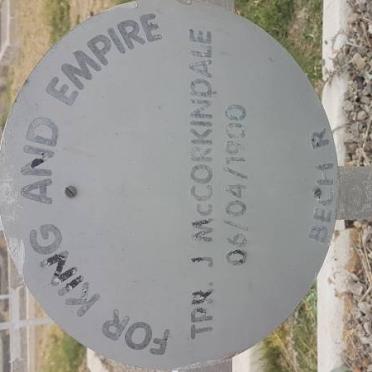 FOR KING AND EMPIRE
TPR. J McCORKINDALE
06/04/1900
BECH R